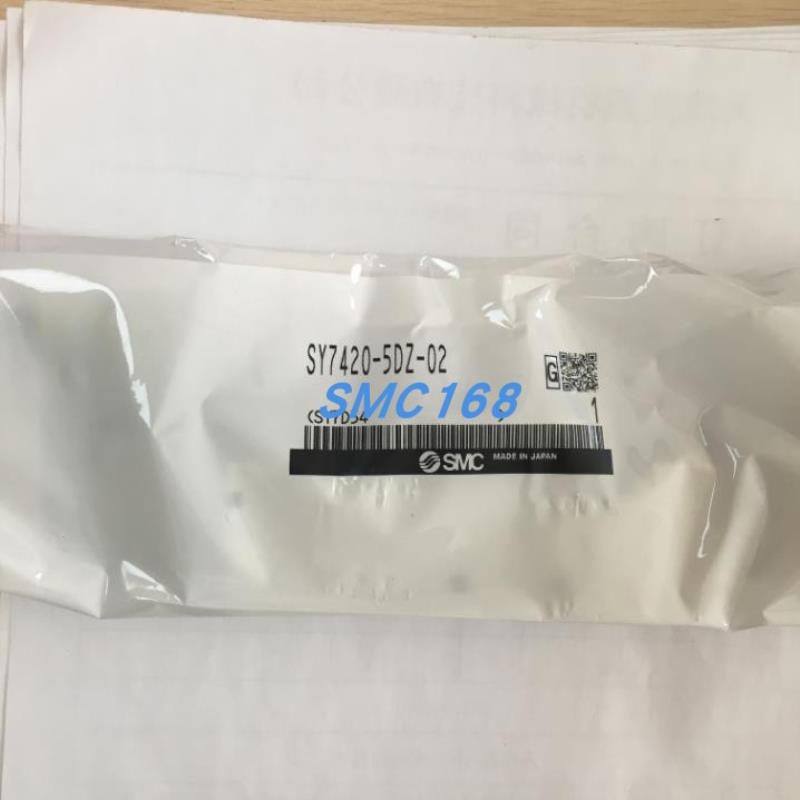 SY7420-5DZ-02
G
SMC168
1
SMC MADE IN JAPAN